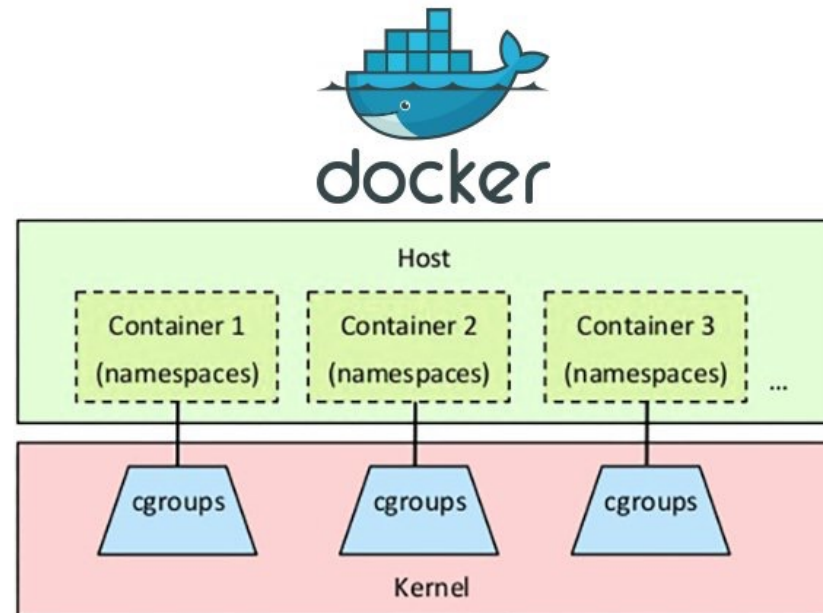 docker
Host
Container 1
(namespaces)
Container 2
(namespaces)
Container 3
(namespaces)
...
cgroups
cgroups
cgroups
Kernel